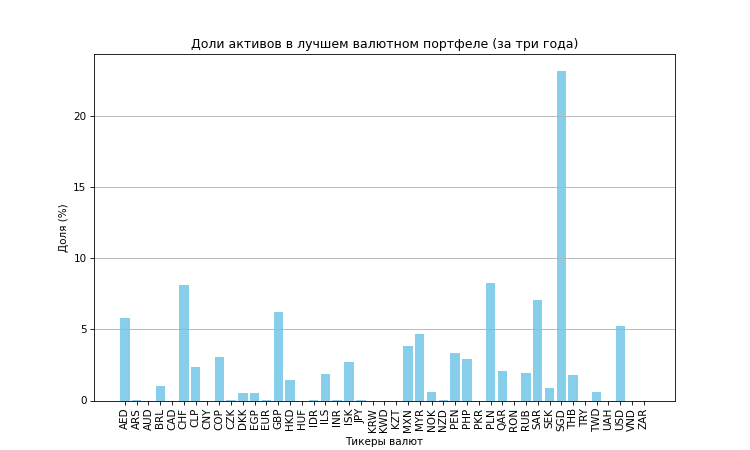 Доли активов в лучшем валютном портфеле (за три года)
Доля (%)
20
15
10
5
0
AED ARS AUD BRL CAD CHF CLP CNY COP CZK DKK EGP EUR GBP HKD HUF IDR ILS INR ISK JPY KRW KWD KZT MXN MYR NOK NZD PEN PHP PKR PLN QAR RON RUB SAR SEK SGD THB TRY TWD UAH USD VND ZAR
Тикеры валют